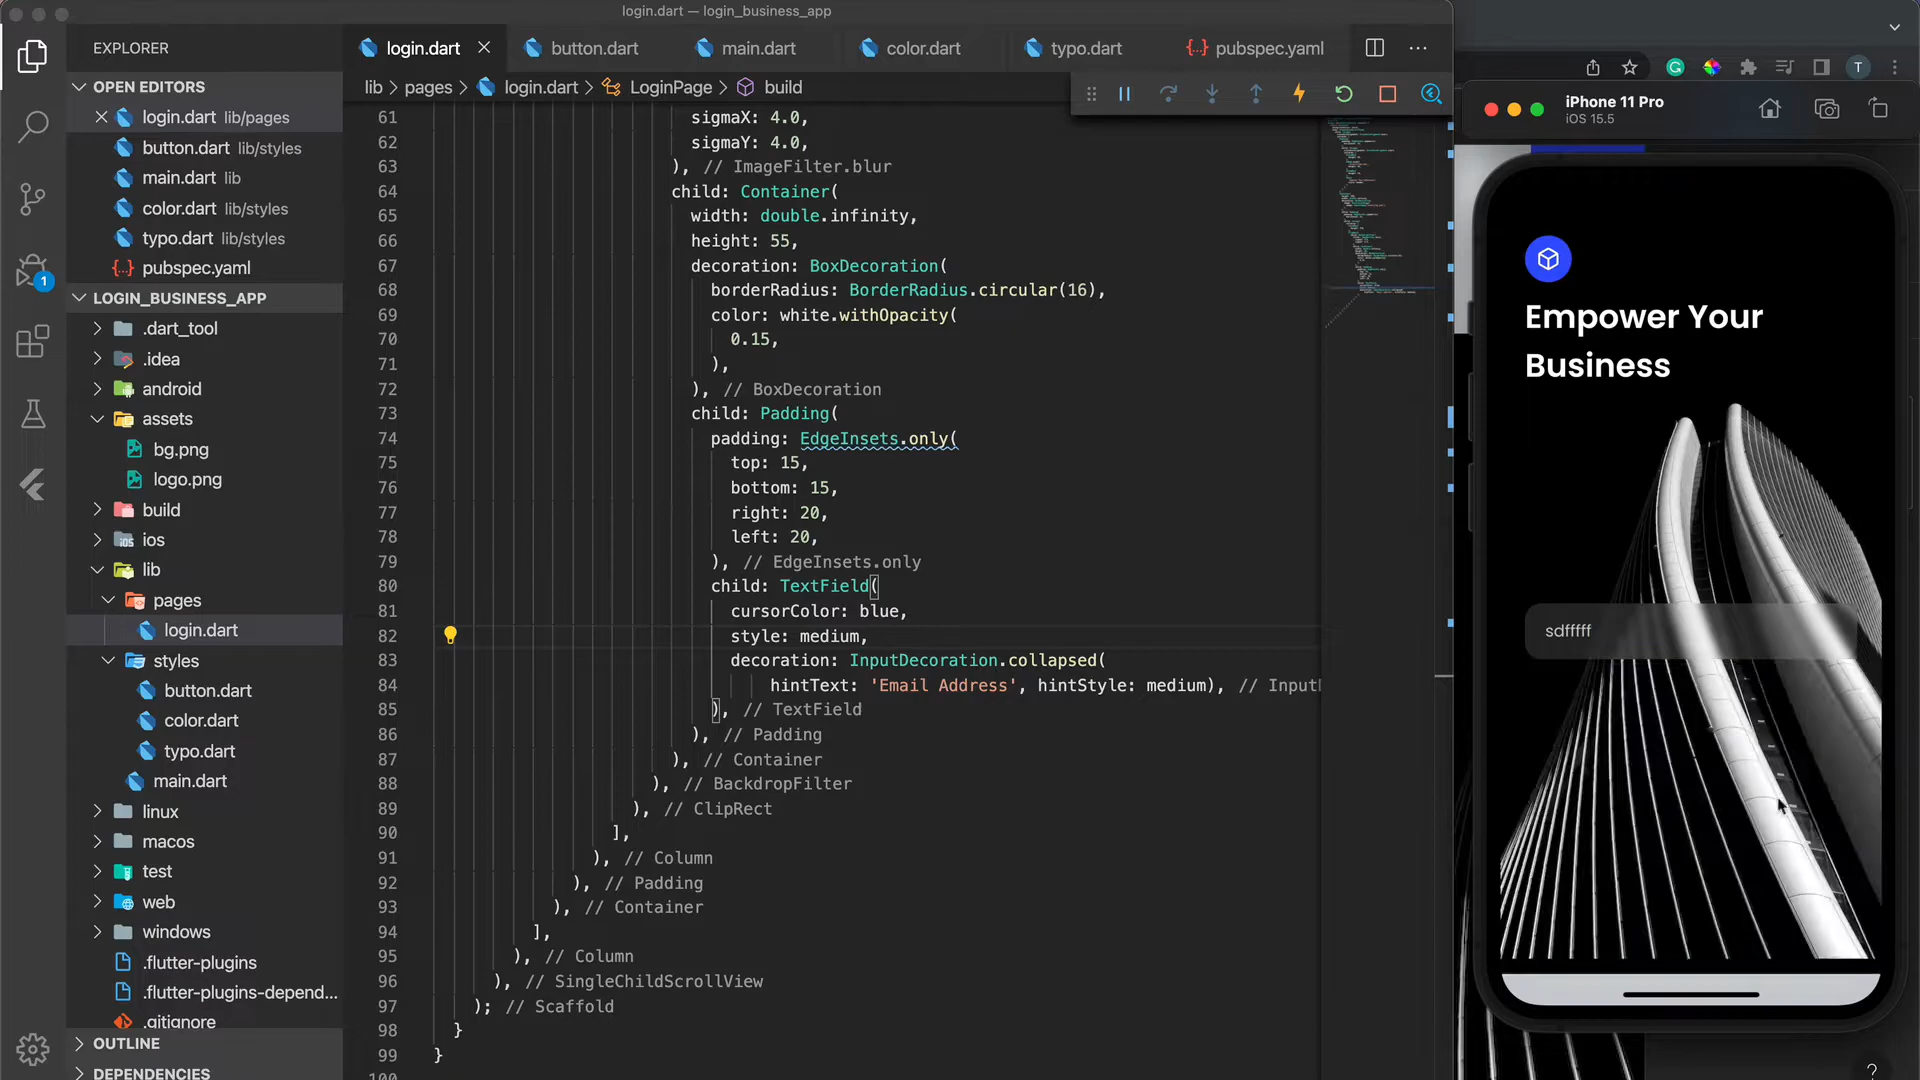 login.dart — login_business_app
EXPLORER
OPEN EDITORS
login.dart lib/pages
button.dart lib/styles
main.dart lib
color.dart lib/styles
typo.dart lib/styles
{..} pubspec.yaml
LOGIN_BUSINESS_APP
.dart_tool
.idea
android
assets
bg.png
logo.png
build
ios
lib
pages
login.dart
styles
button.dart
color.dart
typo.dart
main.dart
linux
macos
test
web
windows
.flutter-plugins
.flutter-plugins-depend...
.gitignore
OUTLINE
DEPENDENCIES
1
login.dart
button.dart
main.dart
color.dart
typo.dart
{..} pubspec.yaml
lib > pages > login.dart > LoginPage > build
61 sigmaX: 4.0,
62 sigmaY: 4.0,
63 ), // ImageFilter.blur
64 child: Container(
65 width: double.infinity,
66 height: 55,
67 decoration: BoxDecoration(
68 borderRadius: BorderRadius.circular(16),
69 color: white.withOpacity(
70 0.15,
71 ),
72 ), // BoxDecoration
73 child: Padding(
74 padding: EdgeInsets.only(
75 top: 15,
76 bottom: 15,
77 right: 20,
78 left: 20,
79 ), // EdgeInsets.only
80 child: TextField(
81 cursorColor: blue,
82 style: medium,
83 decoration: InputDecoration.collapsed(
84 hintText: 'Email Address', hintStyle: medium), // Input
85 ), // TextField
86 ), // Padding
87 ), // Container
88 ), // BackdropFilter
89 ), // ClipRect
90 ],
91 ), // Column
92 ), // Padding
93 ), // Container
94 ],
95 ), // Column
96 ), // SingleChildScrollView
97 ); // Scaffold
98 }
99 }
100
T
iPhone 11 Pro
iOS 15.5
Empower Your
Business
sdfffff
?